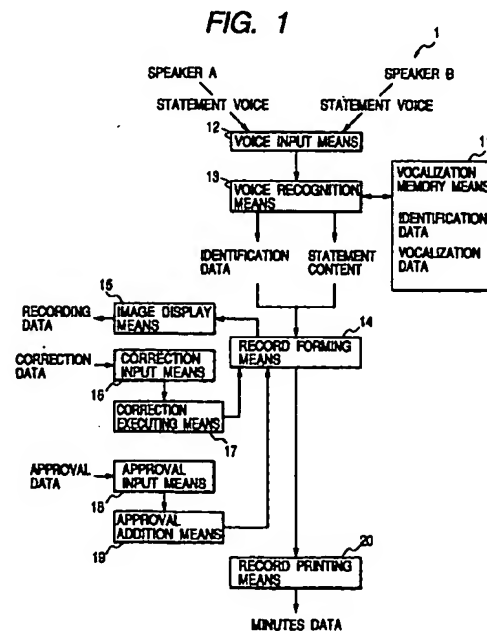 FIG. 1
1
SPEAKER A
SPEAKER B
STATEMENT VOICE
STATEMENT VOICE
12
VOICE INPUT MEANS
13
VOICE RECOGNITION
MEANS
11
VOCALIZATION
MEMORY MEANS
IDENTIFICATION
DATA
VOCALIZATION
DATA
IDENTIFICATION
DATA
STATEMENT
CONTENT
15
RECORDING
DATA
IMAGE DISPLAY
MEANS
14
RECORD FORMING
MEANS
CORRECTION
DATA
CORRECTION
INPUT MEANS
16
CORRECTION
EXECUTING MEANS
17
APPROVAL
DATA
APPROVAL
INPUT MEANS
18
APPROVAL
ADDITION MEANS
19
20
RECORD PRINTING
MEANS
MINUTES DATA